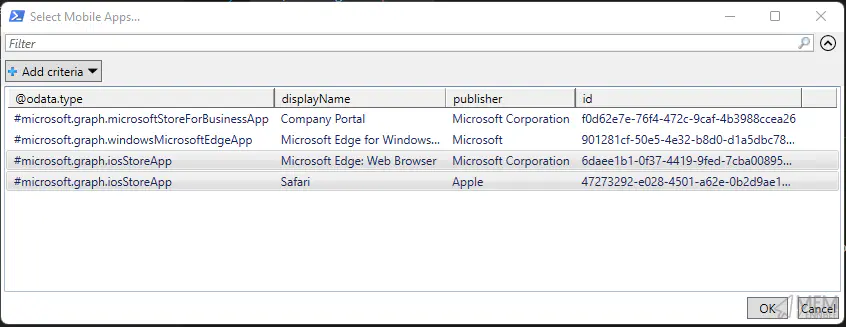 Select Mobile Apps...
Filter
Add criteria
@odata.type displayName publisher id
#microsoft.graph.microsoftStoreForBusinessApp Company Portal Microsoft Corporation f0d62e7e-76f4-472c-9caf-4b3988ccea26
#microsoft.graph.windowsMicrosoftEdgeApp Microsoft Edge for Windows... Microsoft 901281cf-50e5-4e32-b8d0-d1a5dbc78...
#microsoft.graph.iosStoreApp Microsoft Edge: Web Browser Microsoft Corporation 6daee1b1-0f37-4419-9fed-7cba00895...
#microsoft.graph.iosStoreApp Safari Apple 47273292-e028-4501-a62e-0b2d9ae1...
OK Cancel
MEM